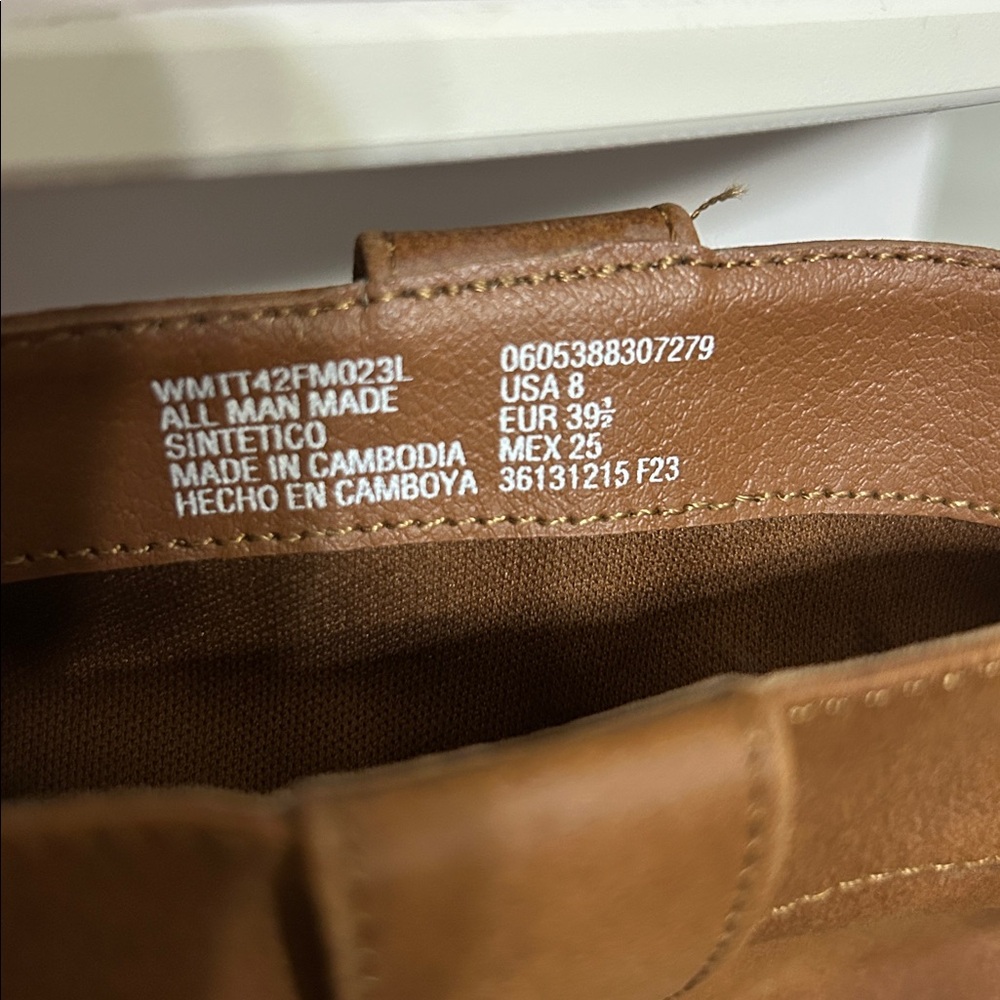 WMTT42FM023L
ALL MAN MADE
SINTETICO
MADE IN CAMBODIA
HECHO EN CAMBOYA
0605388307279
USA 8
EUR 39½
MEX 25
36131215 F23